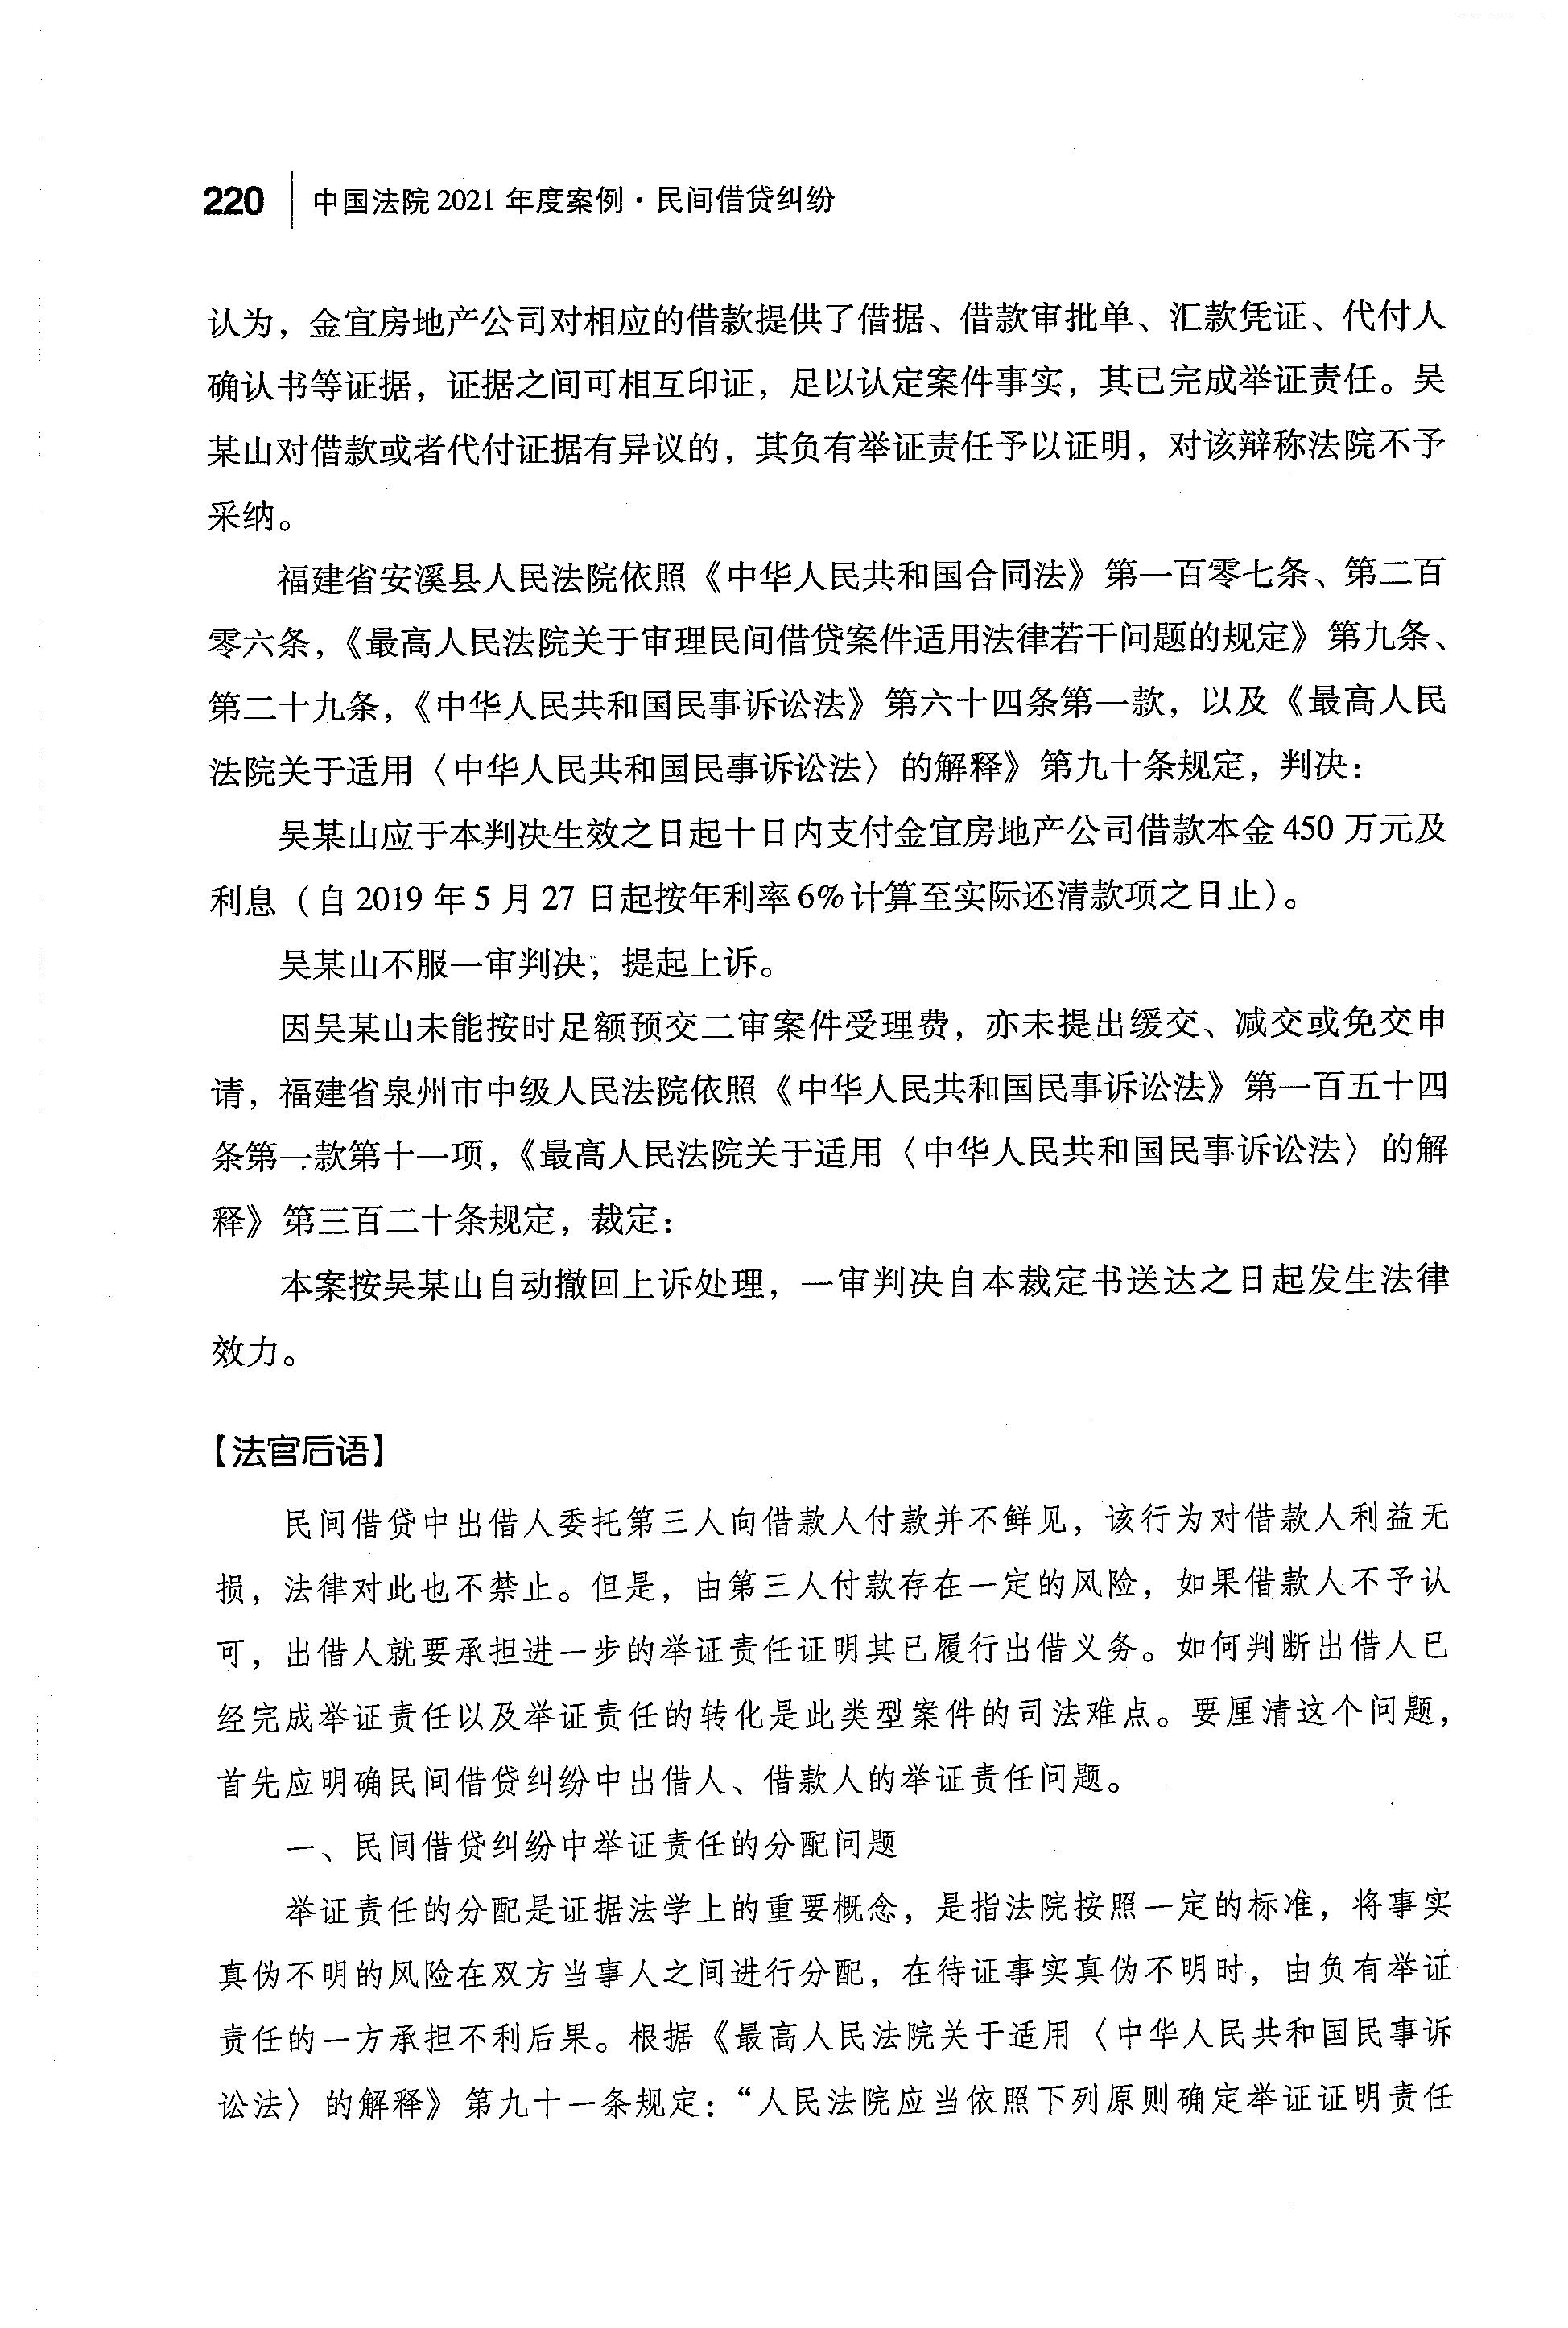 220 中国法院 2021 年度案例·民间借贷纠纷
认为，金宜房地产公司对相应的借款提供了借据、借款审批单、汇款凭证、代付人
确认书等证据，证据之间可相互印证，足以认定案件事实，其已完成举证责任。吴
某山对借款或者代付证据有异议的，其负有举证责任予以证明，对该辩称法院不予
采纳。
福建省安溪县人民法院依照《中华人民共和国合同法》第一百零七条、第二百
零六条，《最高人民法院关于审理民间借贷案件适用法律若干问题的规定》第九条、
第二十九条，《中华人民共和国民事诉讼法》第六十四条第一款，以及《最高人民
法院关于适用〈中华人民共和国民事诉讼法〉的解释》第九十条规定，判决：
吴某山应于本判决生效之日起十日内支付金宜房地产公司借款本金 450 万元及
利息（自 2019 年 5 月 27 日起按年利率 6% 计算至实际还清款项之日止）。
吴某山不服一审判决，提起上诉。
因吴某山未能按时足额预交二审案件受理费，亦未提出缓交、减交或免交申
请，福建省泉州市中级人民法院依照《中华人民共和国民事诉讼法》第一百五十四
条第一款第十一项，《最高人民法院关于适用〈中华人民共和国民事诉讼法〉的解
释》第三百二十条规定，裁定：
本案按吴某山自动撤回上诉处理，一审判决自本裁定书送达之日起发生法律
效力。
【法官后语】
民间借贷中出借人委托第三人向借款人付款并不鲜见，该行为对借款人利益无
损，法律对此也不禁止。但是，由第三人付款存在一定的风险，如果借款人不予认
可，出借人就要承担进一步的举证责任证明其已履行出借义务。如何判断出借人已
经完成举证责任以及举证责任的转化是此类型案件的司法难点。要厘清这个问题，
首先应明确民间借贷纠纷中出借人、借款人的举证责任问题。
一、民间借贷纠纷中举证责任的分配问题
举证责任的分配是证据法学上的重要概念，是指法院按照一定的标准，将事实
真伪不明的风险在双方当事人之间进行分配，在待证事实真伪不明时，由负有举证
责任的一方承担不利后果。根据《最高人民法院关于适用〈中华人民共和国民事诉
讼法〉的解释》第九十一条规定：“人民法院应当依照下列原则确定举证证明责任